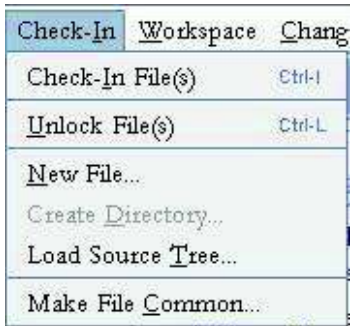 Check-In Workspace Chang
Check-In File(s) Ctrl-I
Unlock File(s) Ctrl-L
New File...
Create Directory...
Load Source Tree...
Make File Common...